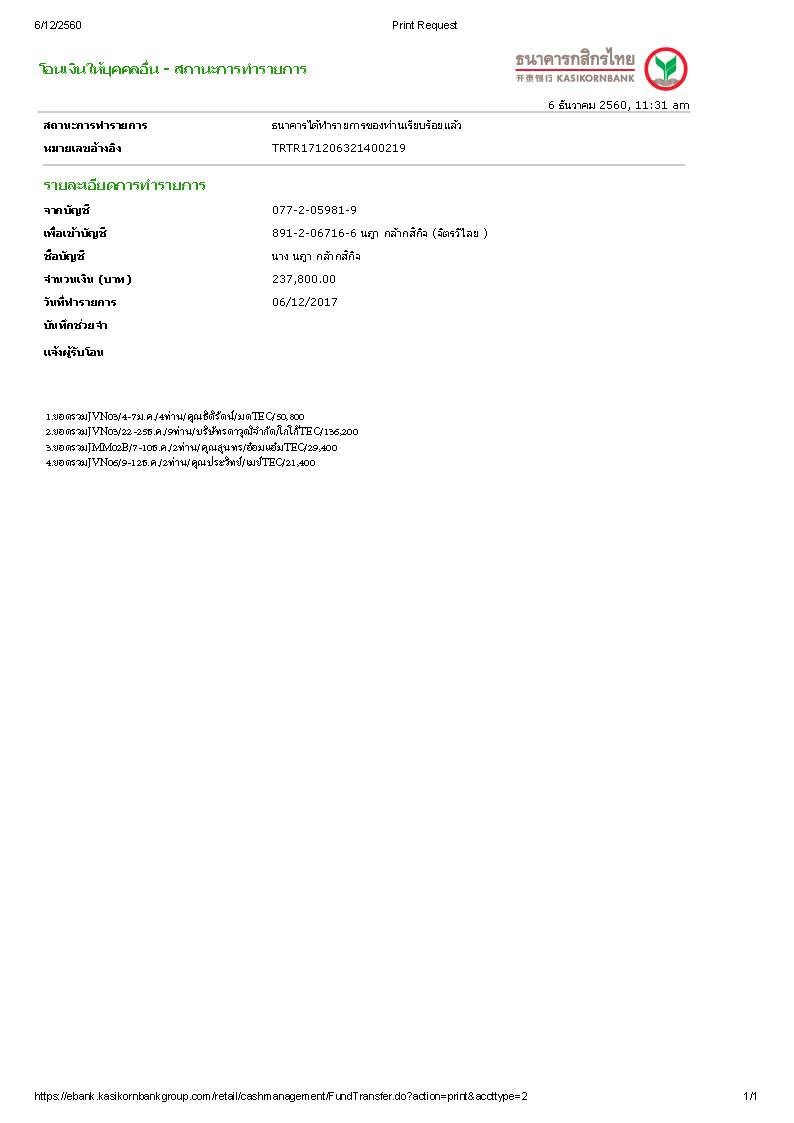 6/12/2560 Print Request
โอนเงินให้บุคคลอื่น - สถานะการทำรายการ
ธนาคารกสิกรไทย
开泰银行 KASIKORNBANK
6 ธันวาคม 2560, 11:31 am
สถานะการทำรายการ ธนาคารได้ทำรายการของท่านเรียบร้อยแล้ว
หมายเลขอ้างอิง TRTR171206321400219
รายละเอียดการทำรายการ
จากบัญชี 077-2-05981-9
เพื่อเข้าบัญชี 891-2-06716-6 นฎา กล้ากสิกิจ (ฉัตรวิไลย )
ชื่อบัญชี นาง นฎา กล้ากสิกิจ
จำนวนเงิน (บาท) 237,800.00
วันที่ทำรายการ 06/12/2017
บันทึกช่วยจำ
แจ้งผู้รับโอน
1.ยอดรวมJVN03/4-7ม.ค./4ท่าน/คุณธิติรัตน์/มดTEC/50,800
2.ยอดรวมJVN03/22-25ธ.ค./9ท่าน/บริษัทรดาวุฒิจำกัด/โกโก้TEC/136,200
3.ยอดรวมJMM02B/7-10ธ.ค./2ท่าน/คุณสุนทร/อ้อมแอ้มTEC/29,400
4.ยอดรวมJVN06/9-12ธ.ค./2ท่าน/คุณประวิทย์/เมย์TEC/21,400
https://ebank.kasikornbankgroup.com/retail/cashmanagement/FundTransfer.do?action=print&accttype=2 1/1